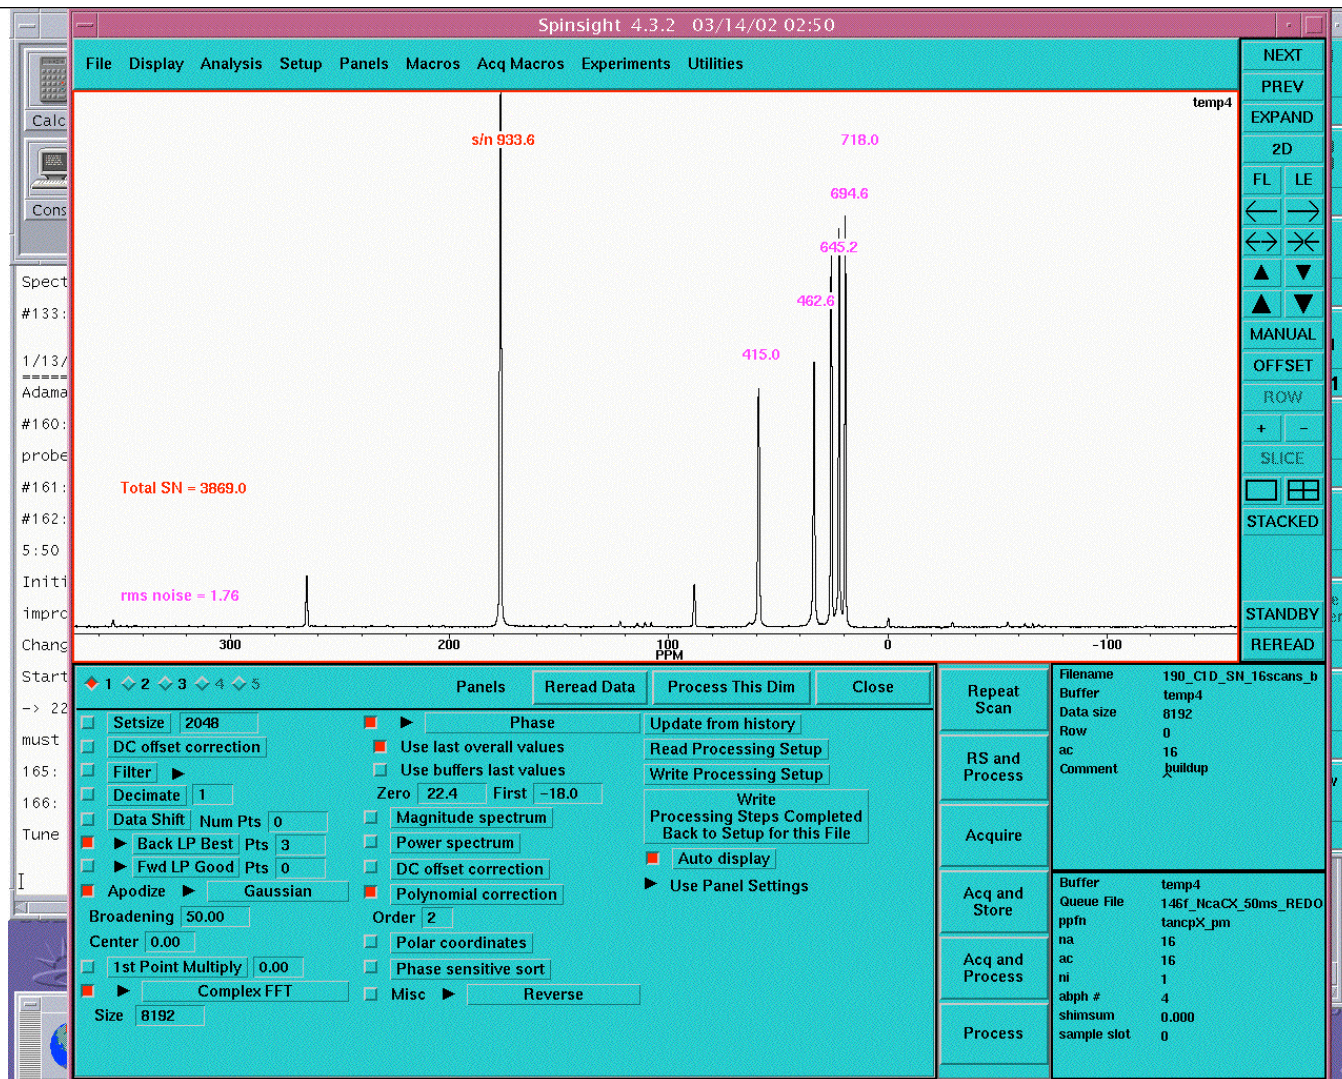 Spinsight 4.3.2 03/14/02 02:50
File Display Analysis Setup Panels Macros Acq Macros Experiments Utilities
temp4
s/n 933.6
718.0
694.6
645.2
462.6
415.0
Total SN = 3869.0
rms noise = 1.76
300 200 100 0 -100
PPM
NEXT
PREV
EXPAND
2D
FL LE
MANUAL
OFFSET
ROW
+ -
SLICE
STACKED
STANDBY
REREAD
Calc
Cons
Spect
#133:
1/13/
Adama
#160:
probe
#161:
#162:
5:50
Initi
impro
Chang
Start
-> 22
must
165:
166:
Tune
1 2 3 4 5 Panels Reread Data Process This Dim Close
Setsize 2048
DC offset correction
Filter
Decimate 1
Data Shift Num Pts 0
Back LP Best Pts 3
Fwd LP Good Pts 0
Apodize Gaussian
Broadening 50.00
Center 0.00
1st Point Multiply 0.00
Complex FFT
Size 8192
Phase
Use last overall values
Use buffers last values
Zero 22.4 First -18.0
Magnitude spectrum
Power spectrum
DC offset correction
Polynomial correction
Order 2
Polar coordinates
Phase sensitive sort
Misc Reverse
Update from history
Read Processing Setup
Write Processing Setup
Write
Processing Steps Completed
Back to Setup for this File
Auto display
Use Panel Settings
Repeat
Scan
RS and
Process
Acquire
Acq and
Store
Acq and
Process
Process
Filename 190_C1D_SN_16scans_b
Buffer temp4
Data size 8192
Row 0
ac 16
Comment buildup
Buffer temp4
Queue File 146f_NcaCX_50ms_REDO
ppfn tancpX_pm
na 16
ac 16
ni 1
abph # 4
shimsum 0.000
sample slot 0